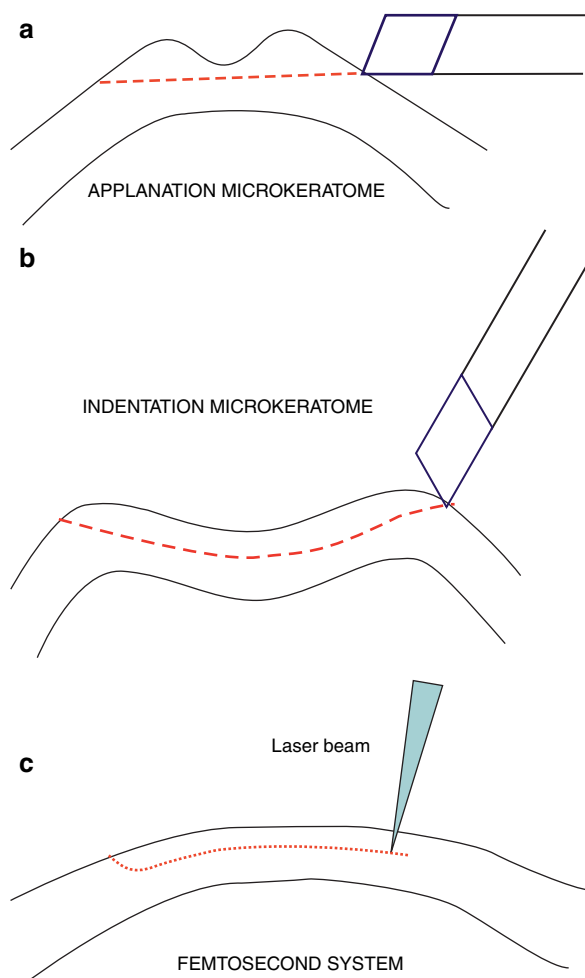 a
APPLANATION MICROKERATOME
b
INDENTATION MICROKERATOME
Laser beam
c
FEMTOSECOND SYSTEM